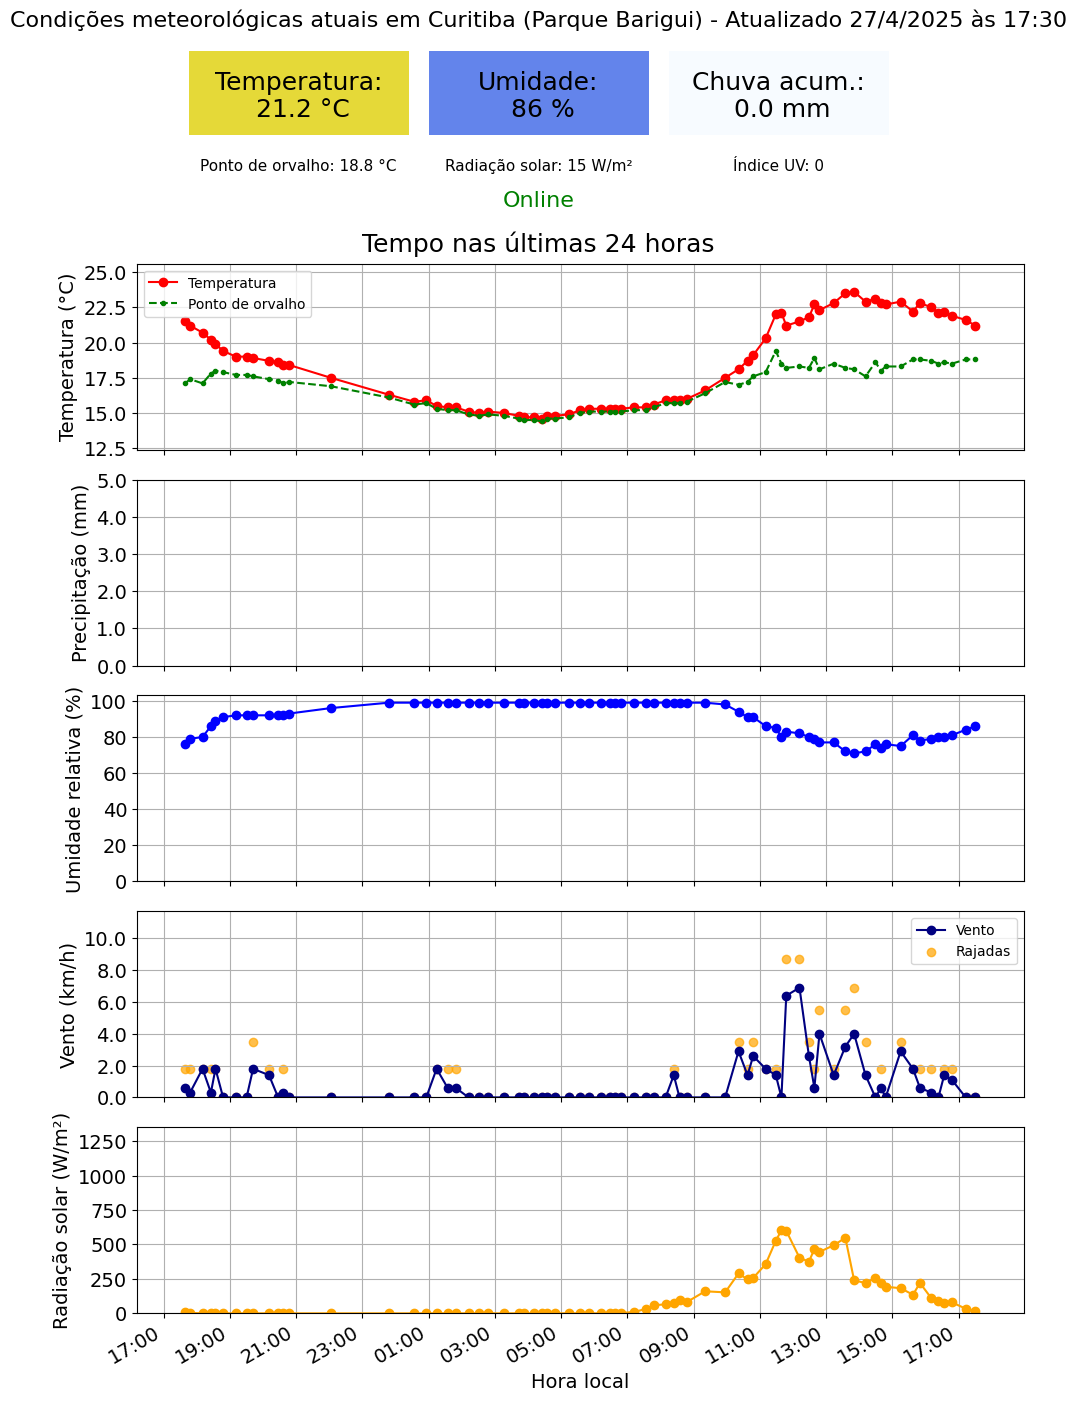 Condições meteorológicas atuais em Curitiba (Parque Barigui) - Atualizado 27/4/2025 às 17:30
Temperatura:
21.2 °C
Umidade:
86 %
Chuva acum.:
0.0 mm
Ponto de orvalho: 18.8 °C
Radiação solar: 15 W/m²
Índice UV: 0
Online
Tempo nas últimas 24 horas
Temperatura (°C)
25.0
22.5
20.0
17.5
15.0
12.5
Temperatura
Ponto de orvalho
Precipitação (mm)
5.0
4.0
3.0
2.0
1.0
0.0
Umidade relativa (%)
100
80
60
40
20
0
Vento (km/h)
10.0
8.0
6.0
4.0
2.0
0.0
Vento
Rajadas
Radiação solar (W/m²)
1250
1000
750
500
250
0
17:00
19:00
21:00
23:00
01:00
03:00
05:00
07:00
09:00
11:00
13:00
15:00
17:00
Hora local